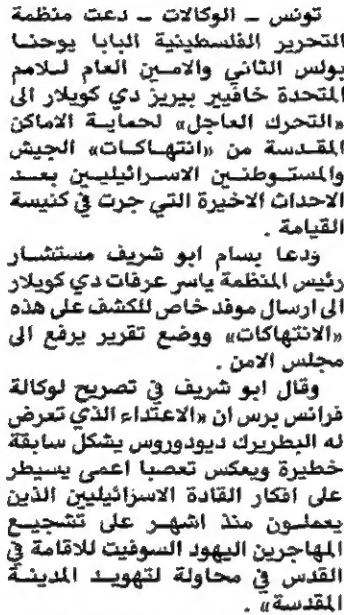 تونس ـ الوكالات ـ دعت منظمة
التحرير الفلسطينية البابا يوحنا
بولس الثاني والامين العام للامم
المتحدة خافيير بيريز دي كويلار الى
«التحرك العاجل» لحماية الاماكن
المقدسة من «انتهاكات» الجيش
والمستوطنين الاسرائيليين بعد
الاحداث الاخيرة التي جرت في كنيسة
القيامة .
ودعا بسام ابو شريف مستشار
رئيس المنظمة ياسر عرفات دي كويلار
الى ارسال موفد خاص للكشف على هذه
«الانتهاكات» ووضع تقرير يرفع الى
مجلس الامن .
وقال ابو شريف في تصريح لوكالة
فرانس برس ان «الاعتداء الذي تعرض
له البطريرك ديودوروس يشكل سابقة
خطيرة ويعكس تعصبا اعمى يسيطر
على افكار القادة الاسرائيليين الذين
يعملون منذ اشهر على تشجيع
المهاجرين اليهود السوفيت للاقامة في
القدس في محاولة لتهويد المدينة
المقدسة» .